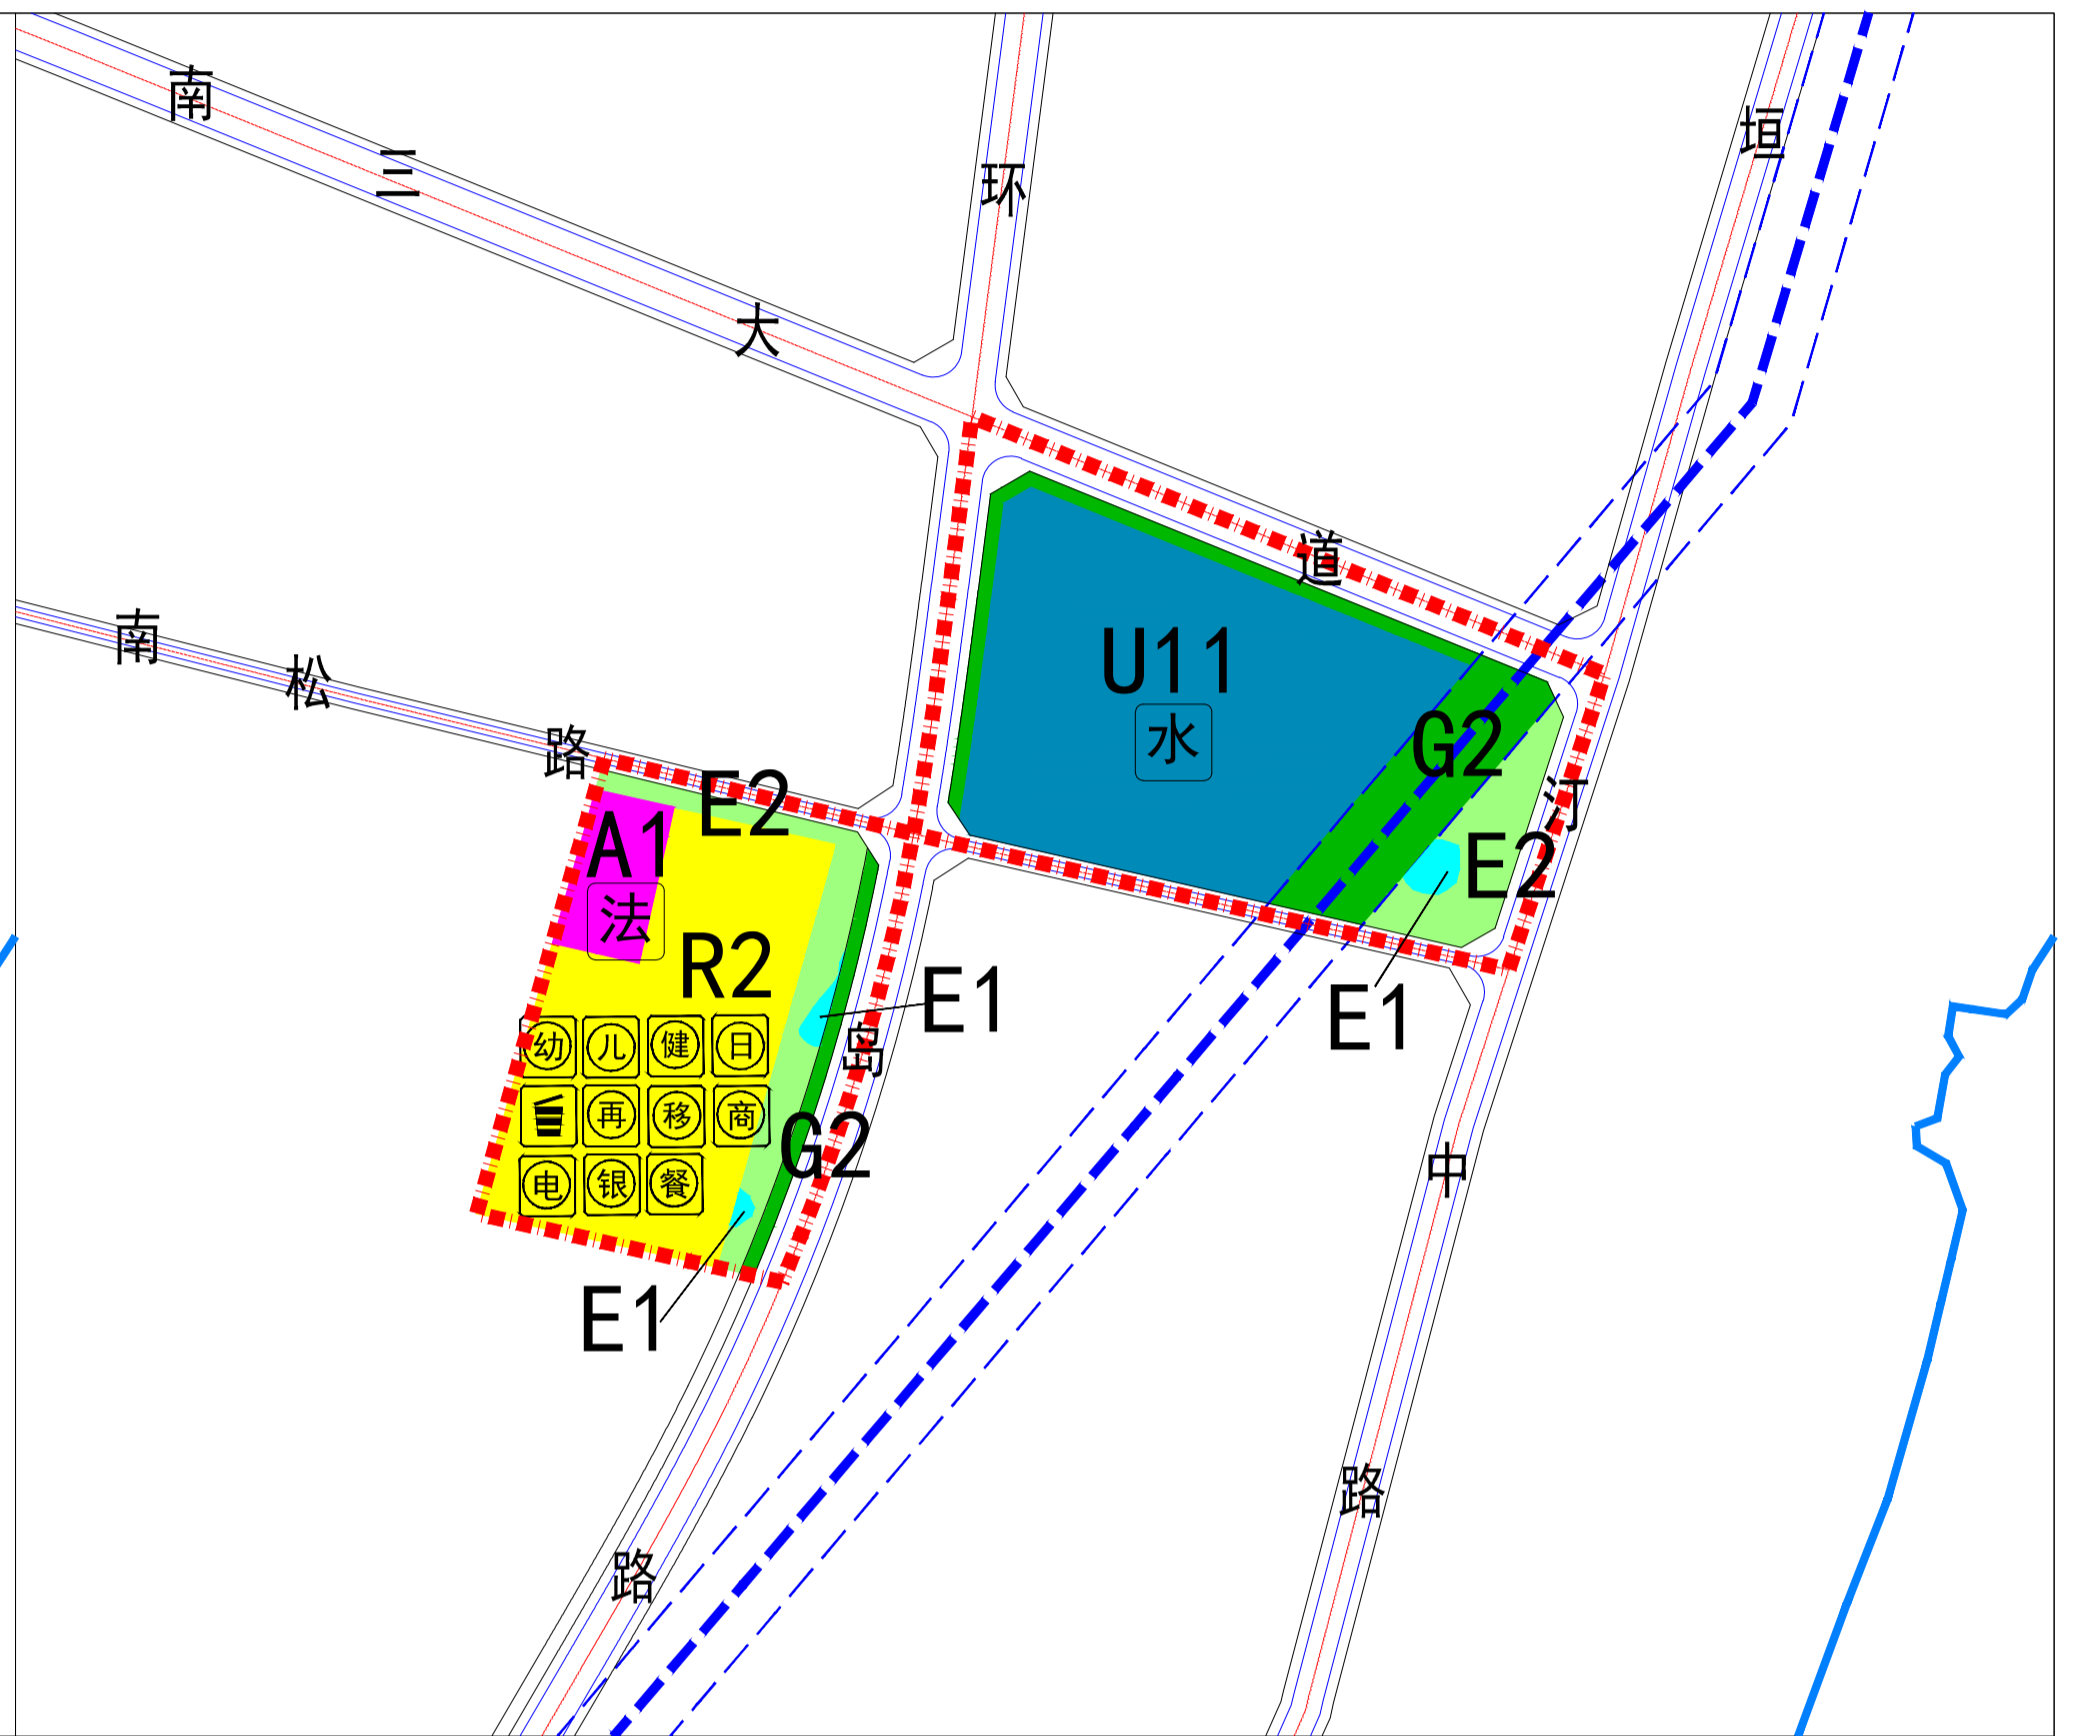 南三大道
环岛路
垣汀中路
南松路
U11
水
G2
E2
E1
E2
A1
法
R2
E1
幼 儿 健 日
再 移 商
G2
电 银 餐
E1